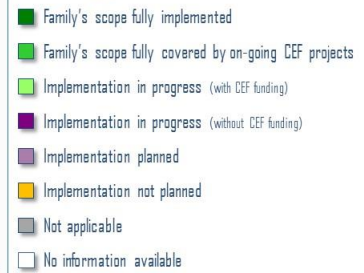 Family's scope fully implemented
Family's scope fully covered by on-going CEF projects
Implementation in progress (with CEF funding)
Implementation in progress (without CEF funding)
Implementation planned
Implementation not planned
Not applicable
No information available